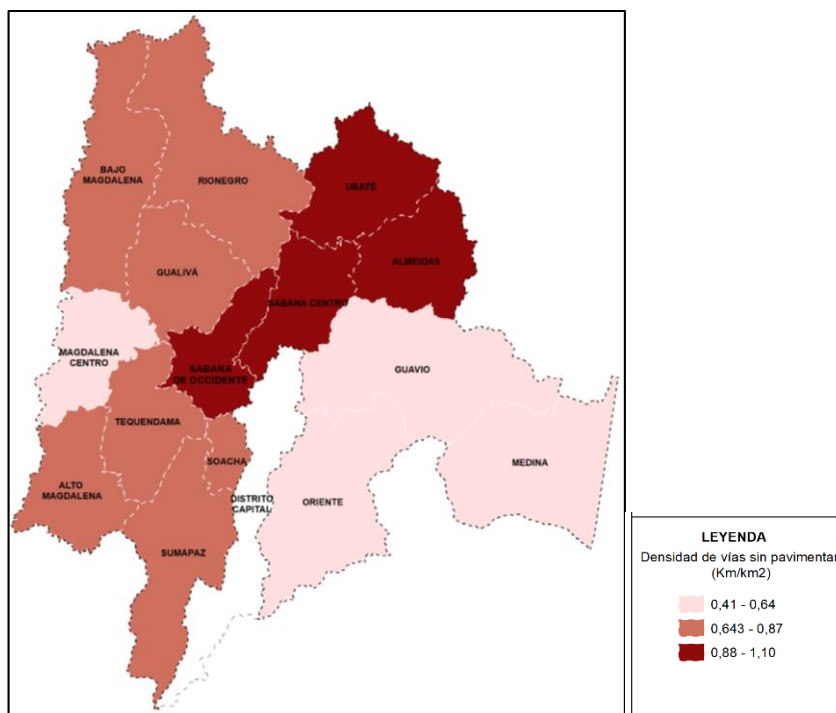 BAJO
MAGDALENA
RIONEGRO
UBATÉ
GUALIVÁ
ALMEIDAS
SABANA CENTRO
MAGDALENA
CENTRO
SABANA
DE OCCIDENTE
GUAVIO
TEQUENDAMA
SOACHA
MEDINA
ALTO
MAGDALENA
DISTRITO
CAPITAL
ORIENTE
SUMAPAZ
LEYENDA
Densidad de vías sin pavimentar
(Km/km2)
0,41 - 0,64
0,643 - 0,87
0,88 - 1,10